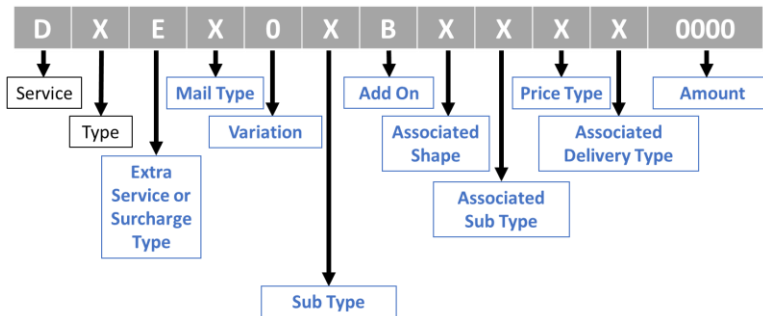 D X E X 0 X B X X X X 0000
Service
Mail Type
Add On
Price Type
Amount
Type
Variation
Associated
Shape
Associated
Delivery Type
Extra
Service or
Surcharge
Type
Associated
Sub Type
Sub Type